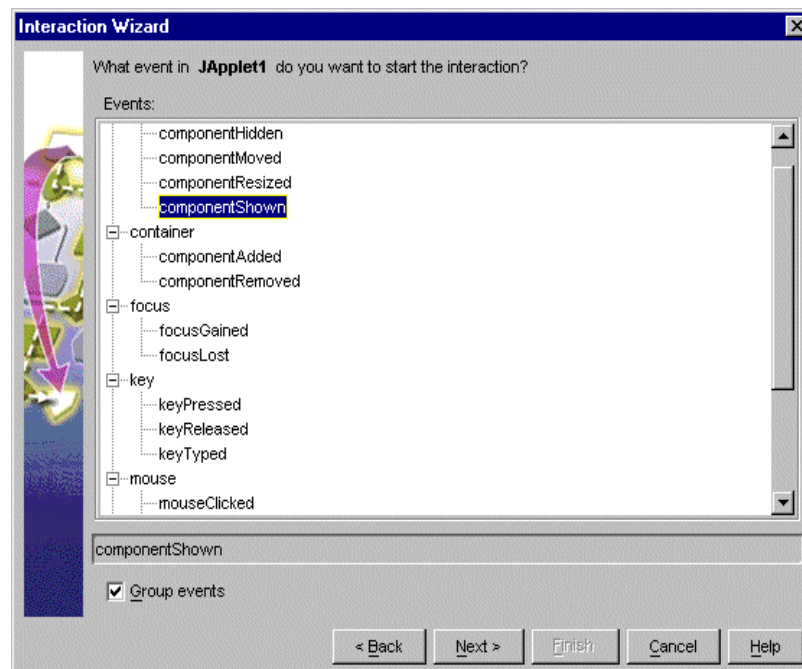 Interaction Wizard
What event in JApplet1 do you want to start the interaction?
Events:
componentHidden
componentMoved
componentResized
componentShown
container
componentAdded
componentRemoved
focus
focusGained
focusLost
key
keyPressed
keyReleased
keyTyped
mouse
mouseClicked
componentShown
Group events
< Back Next > Finish Cancel Help